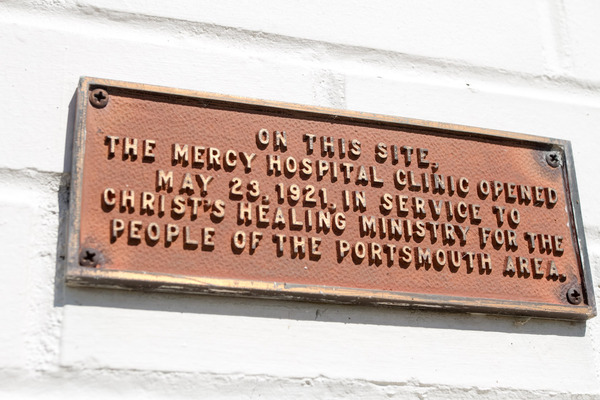 ON THIS SITE,
THE MERCY HOSPITAL CLINIC OPENED
MAY 23, 1921, IN SERVICE TO
CHRIST'S HEALING MINISTRY FOR THE
PEOPLE OF THE PORTSMOUTH AREA.